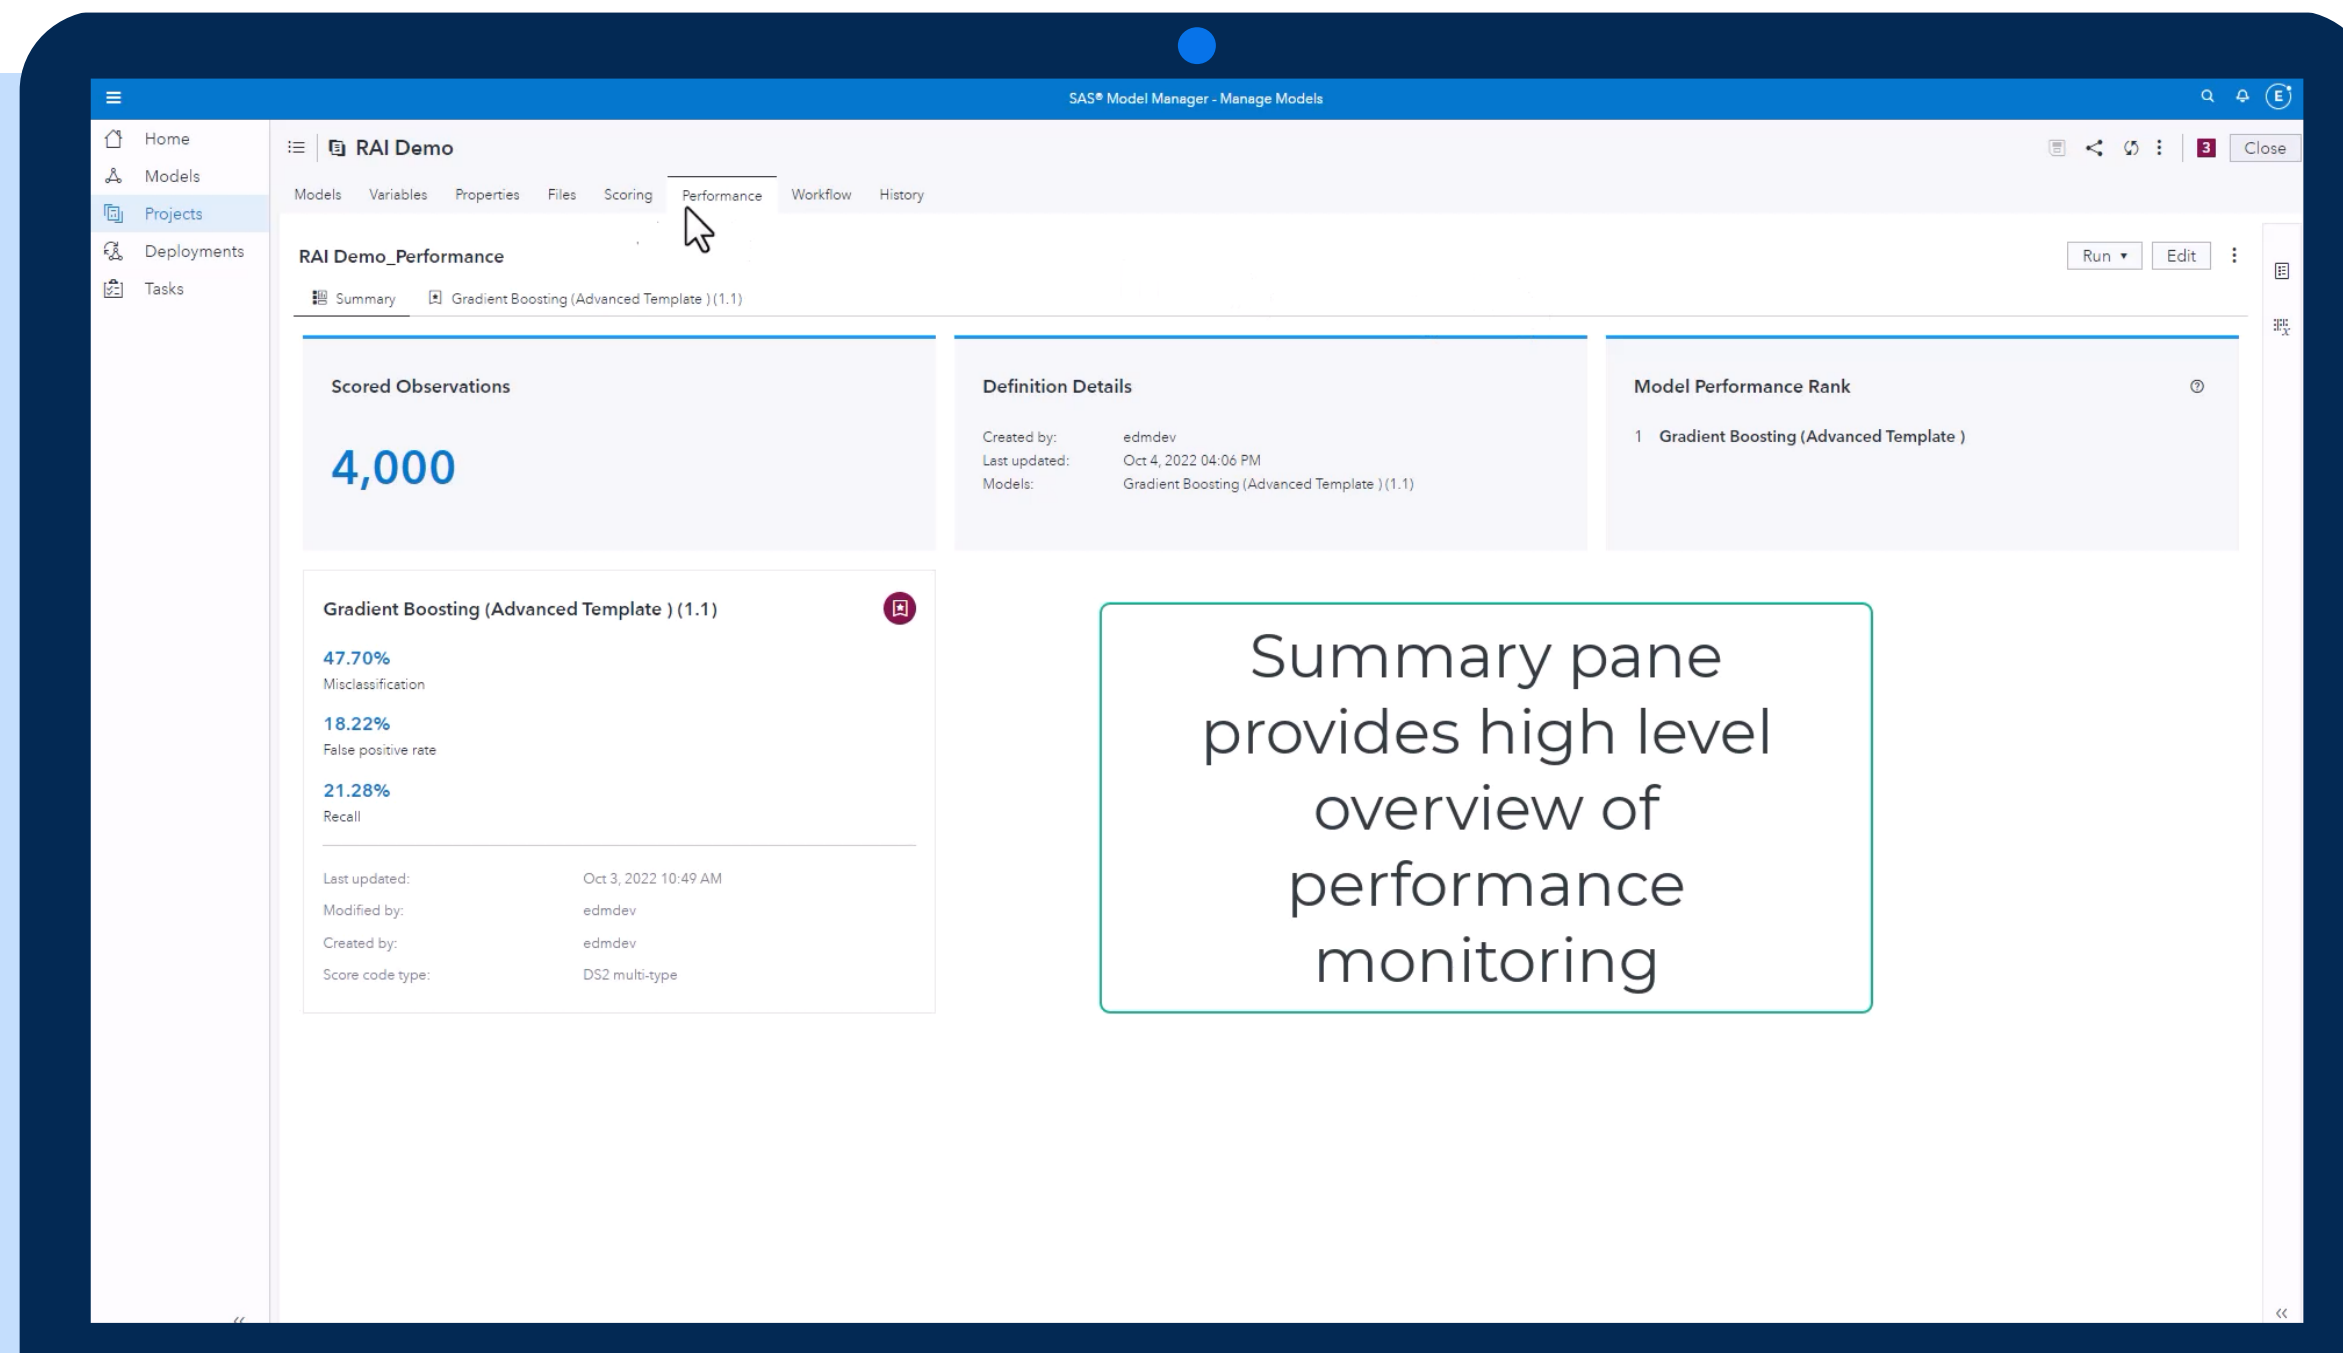 SAS® Model Manager - Manage Models
E
Home
Models
Projects
Deployments
Tasks
RAI Demo
3
Close
Models Variables Properties Files Scoring Performance Workflow History
RAI Demo_Performance
Run
Edit
Summary
Gradient Boosting (Advanced Template ) (1.1)
Scored Observations
4,000
Definition Details
Created by: edmdev
Last updated: Oct 4, 2022 04:06 PM
Models: Gradient Boosting (Advanced Template ) (1.1)
Model Performance Rank
1 Gradient Boosting (Advanced Template )
Gradient Boosting (Advanced Template ) (1.1)
47.70%
Misclassification
18.22%
False positive rate
21.28%
Recall
Last updated: Oct 3, 2022 10:49 AM
Modified by: edmdev
Created by: edmdev
Score code type: DS2 multi-type
Summary pane
provides high level
overview of
performance
monitoring